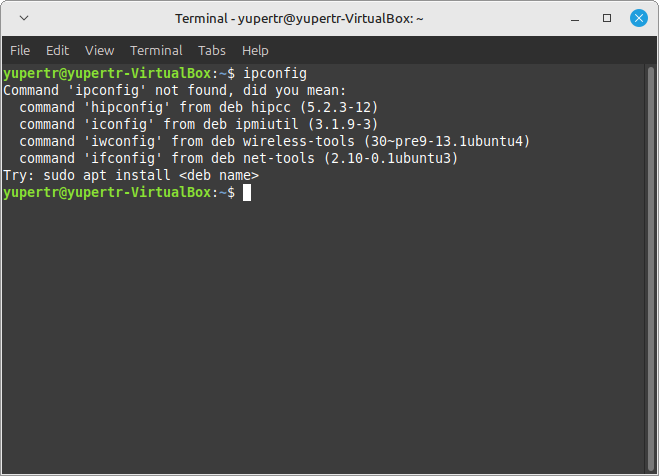 Terminal - yupertr@yupertr-VirtualBox: ~
File Edit View Terminal Tabs Help
yupertr@yupertr-VirtualBox:~$ ipconfig
Command 'ipconfig' not found, did you mean:
  command 'hipconfig' from deb hipcc (5.2.3-12)
  command 'iconfig' from deb ipmiutil (3.1.9-3)
  command 'iwconfig' from deb wireless-tools (30~pre9-13.1ubuntu4)
  command 'ifconfig' from deb net-tools (2.10-0.1ubuntu3)
Try: sudo apt install <deb name>
yupertr@yupertr-VirtualBox:~$